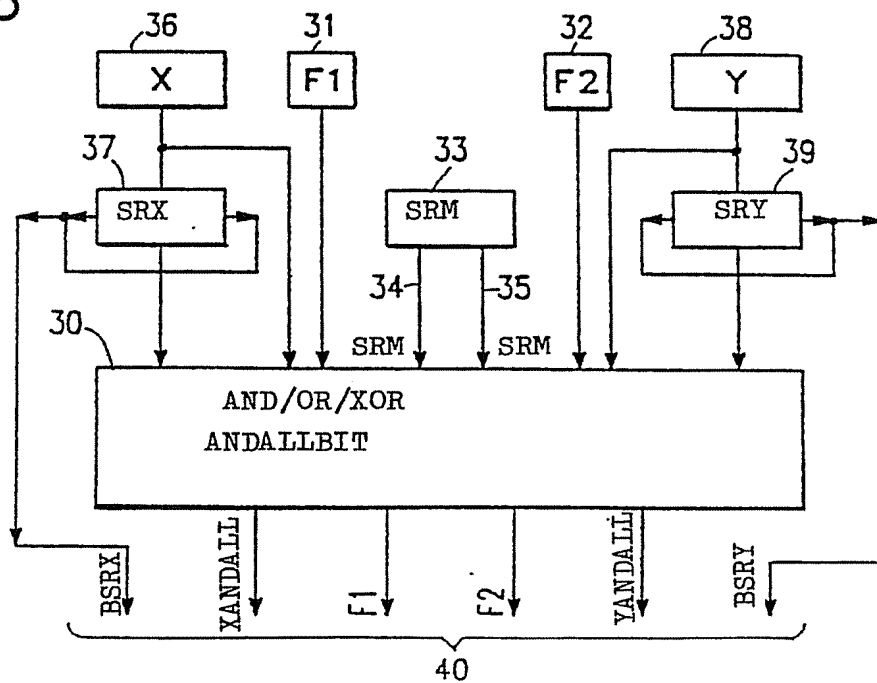 36
31
32
38
X
F1
F2
Y
37
33
39
SRX
SRM
SRY
34
35
30
SRM
SRM
AND/OR/XOR
ANDALLBIT
BSRX
XANDALL
F1
F2
YANDALL
BSRY
40